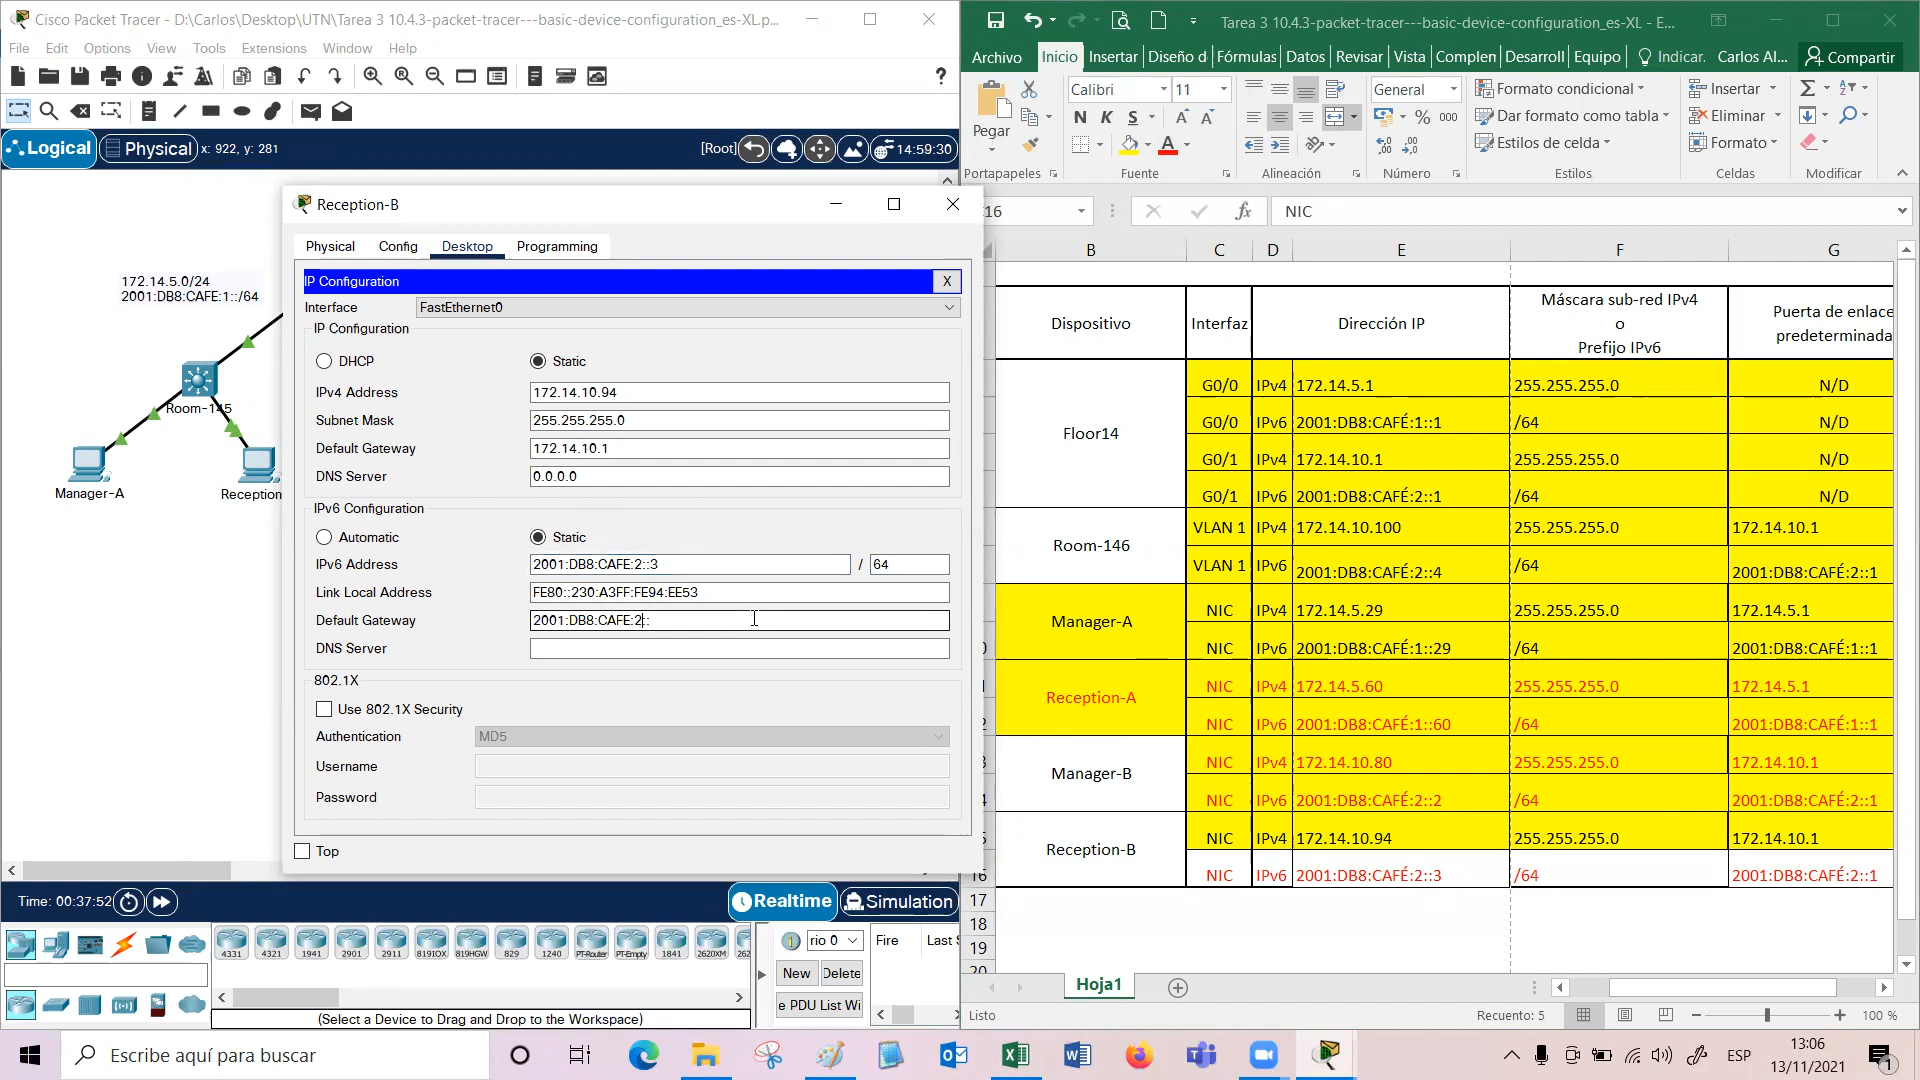 Cisco Packet Tracer - D:\Carlos\Desktop\UTN\Tarea 3 10.4.3-packet-tracer---basic-device-configuration_es-XL.p...
File Edit Options View Tools Extensions Window Help
Logical
Physical
x: 922, y: 281
[Root]
14:59:30
172.14.5.0/24
2001:DB8:CAFE:1::/64
Room-145
Manager-A
Reception
Reception-B
Physical Config Desktop Programming
IP Configuration
X
Interface
FastEthernet0
IP Configuration
DHCP
Static
IPv4 Address
172.14.10.94
Subnet Mask
255.255.255.0
Default Gateway
172.14.10.1
DNS Server
0.0.0.0
IPv6 Configuration
Automatic
Static
IPv6 Address
2001:DB8:CAFE:2::3
/
64
Link Local Address
FE80::230:A3FF:FE94:EE53
Default Gateway
2001:DB8:CAFE:2::
DNS Server
802.1X
Use 802.1X Security
Authentication
MD5
Username
Password
Top
Time: 00:37:52
Realtime
Simulation
4331 4321 1941 2901 2911 819IOX 819HGW 829 1240 PT-Router PT-Empty 1841 2620XM 262
(Select a Device to Drag and Drop to the Workspace)
rio 0
Fire
Last S
New
Delete
e PDU List Wi
Tarea 3 10.4.3-packet-tracer---basic-device-configuration_es-XL - E...
Archivo Inicio Insertar Diseño d Fórmulas Datos Revisar Vista Complen Desarroll Equipo Indicar. Carlos Al... Compartir
Pegar
Calibri
11
N K S
General
% 000
Formato condicional
Dar formato como tabla
Estilos de celda
Insertar
Eliminar
Formato
Portapapeles Fuente Alineación Número Estilos Celdas Modificar
16
fx
NIC
B C D E F G
Dispositivo Interfaz Dirección IP Máscara sub-red IPv4 o Prefijo IPv6 Puerta de enlace predeterminada
Floor14
G0/0 IPv4 172.14.5.1 255.255.255.0 N/D
G0/0 IPv6 2001:DB8:CAFÉ:1::1 /64 N/D
G0/1 IPv4 172.14.10.1 255.255.255.0 N/D
G0/1 IPv6 2001:DB8:CAFÉ:2::1 /64 N/D
Room-146
VLAN 1 IPv4 172.14.10.100 255.255.255.0 172.14.10.1
VLAN 1 IPv6 2001:DB8:CAFÉ:2::4 /64 2001:DB8:CAFÉ:2::1
Manager-A
NIC IPv4 172.14.5.29 255.255.255.0 172.14.5.1
NIC IPv6 2001:DB8:CAFÉ:1::29 /64 2001:DB8:CAFÉ:1::1
Reception-A
NIC IPv4 172.14.5.60 255.255.255.0 172.14.5.1
NIC IPv6 2001:DB8:CAFÉ:1::60 /64 2001:DB8:CAFÉ:1::1
Manager-B
NIC IPv4 172.14.10.80 255.255.255.0 172.14.10.1
NIC IPv6 2001:DB8:CAFÉ:2::2 /64 2001:DB8:CAFÉ:2::1
Reception-B
NIC IPv4 172.14.10.94 255.255.255.0 172.14.10.1
NIC IPv6 2001:DB8:CAFÉ:2::3 /64 2001:DB8:CAFÉ:2::1
16
17
18
19
20
Hoja1
Listo
Recuento: 5
100 %
Escribe aquí para buscar
ESP
13:06
13/11/2021
1